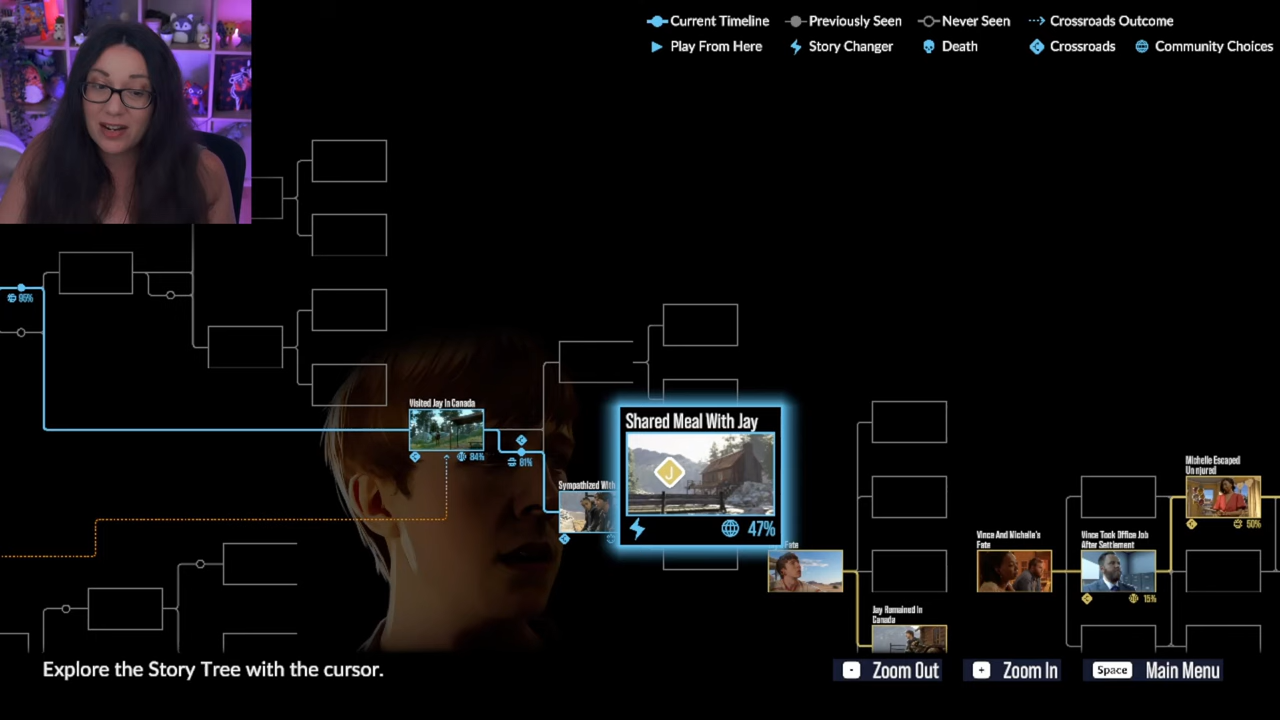 Current Timeline
Previously Seen
Never Seen
Crossroads Outcome
Play From Here
Story Changer
Death
Crossroads
Community Choices
85%
Visited Jay In Canada
84%
81%
Sympathized With
Shared Meal With Jay
J
47%
Fate
Jay Remained In
Canada
Vince And Michelle's
Fate
Vince Took Office Job
After Settlement
15%
Michelle Escaped
Uninjured
50%
Explore the Story Tree with the cursor.
- Zoom Out
+ Zoom In
Space Main Menu